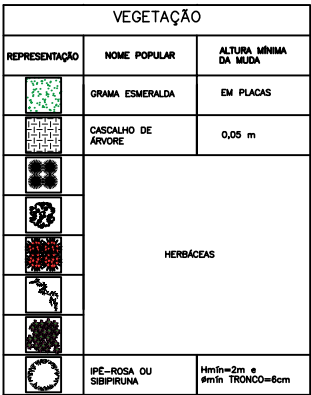 VEGETAÇÃO
REPRESENTAÇÃO
NOME POPULAR
ALTURA MÍNIMA
DA MUDA
GRAMA ESMERALDA
EM PLACAS
CASCALHO DE
ÁRVORE
0,05 m
HERBÁCEAS
IPÊ-ROSA OU
SIBIPIRUNA
Hmín=2m e
ømín TRONCO=6cm